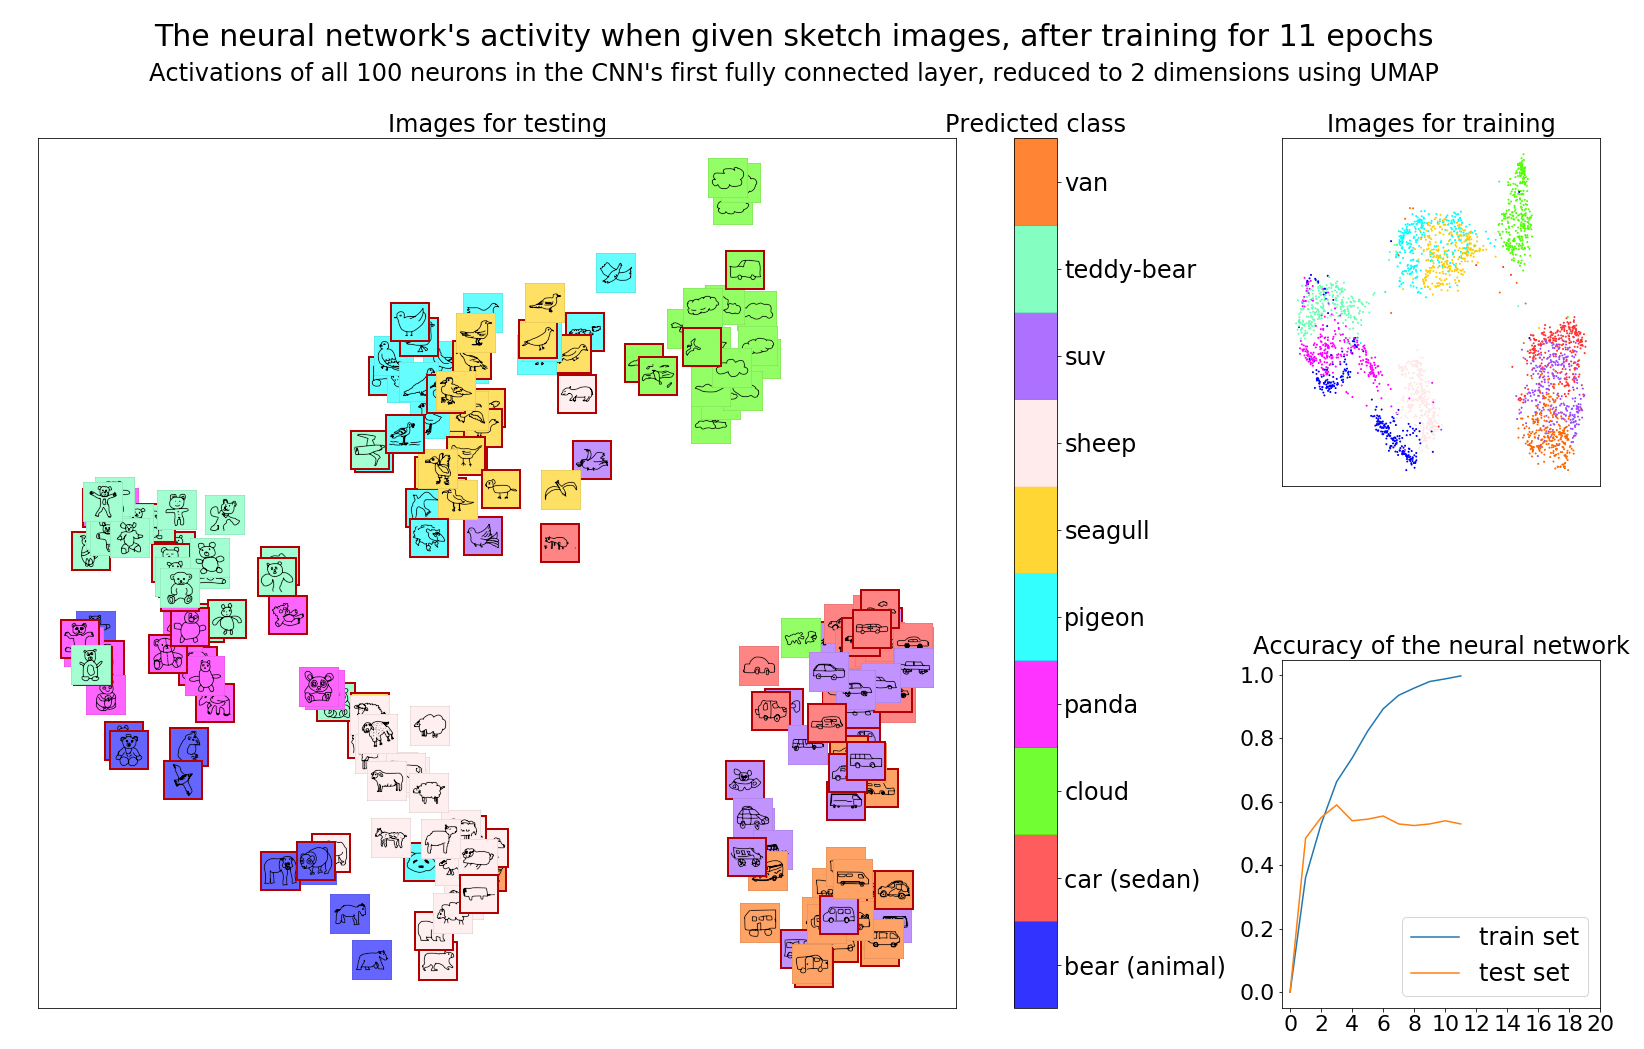 The neural network's activity when given sketch images, after training for 11 epochs
Activations of all 100 neurons in the CNN's first fully connected layer, reduced to 2 dimensions using UMAP
Images for testing
Predicted class
van
teddy-bear
suv
sheep
seagull
pigeon
panda
cloud
car (sedan)
bear (animal)
Images for training
Accuracy of the neural network
1.0
0.8
0.6
0.4
0.2
0.0
train set
test set
0 2 4 6 8 10 12 14 16 18 20